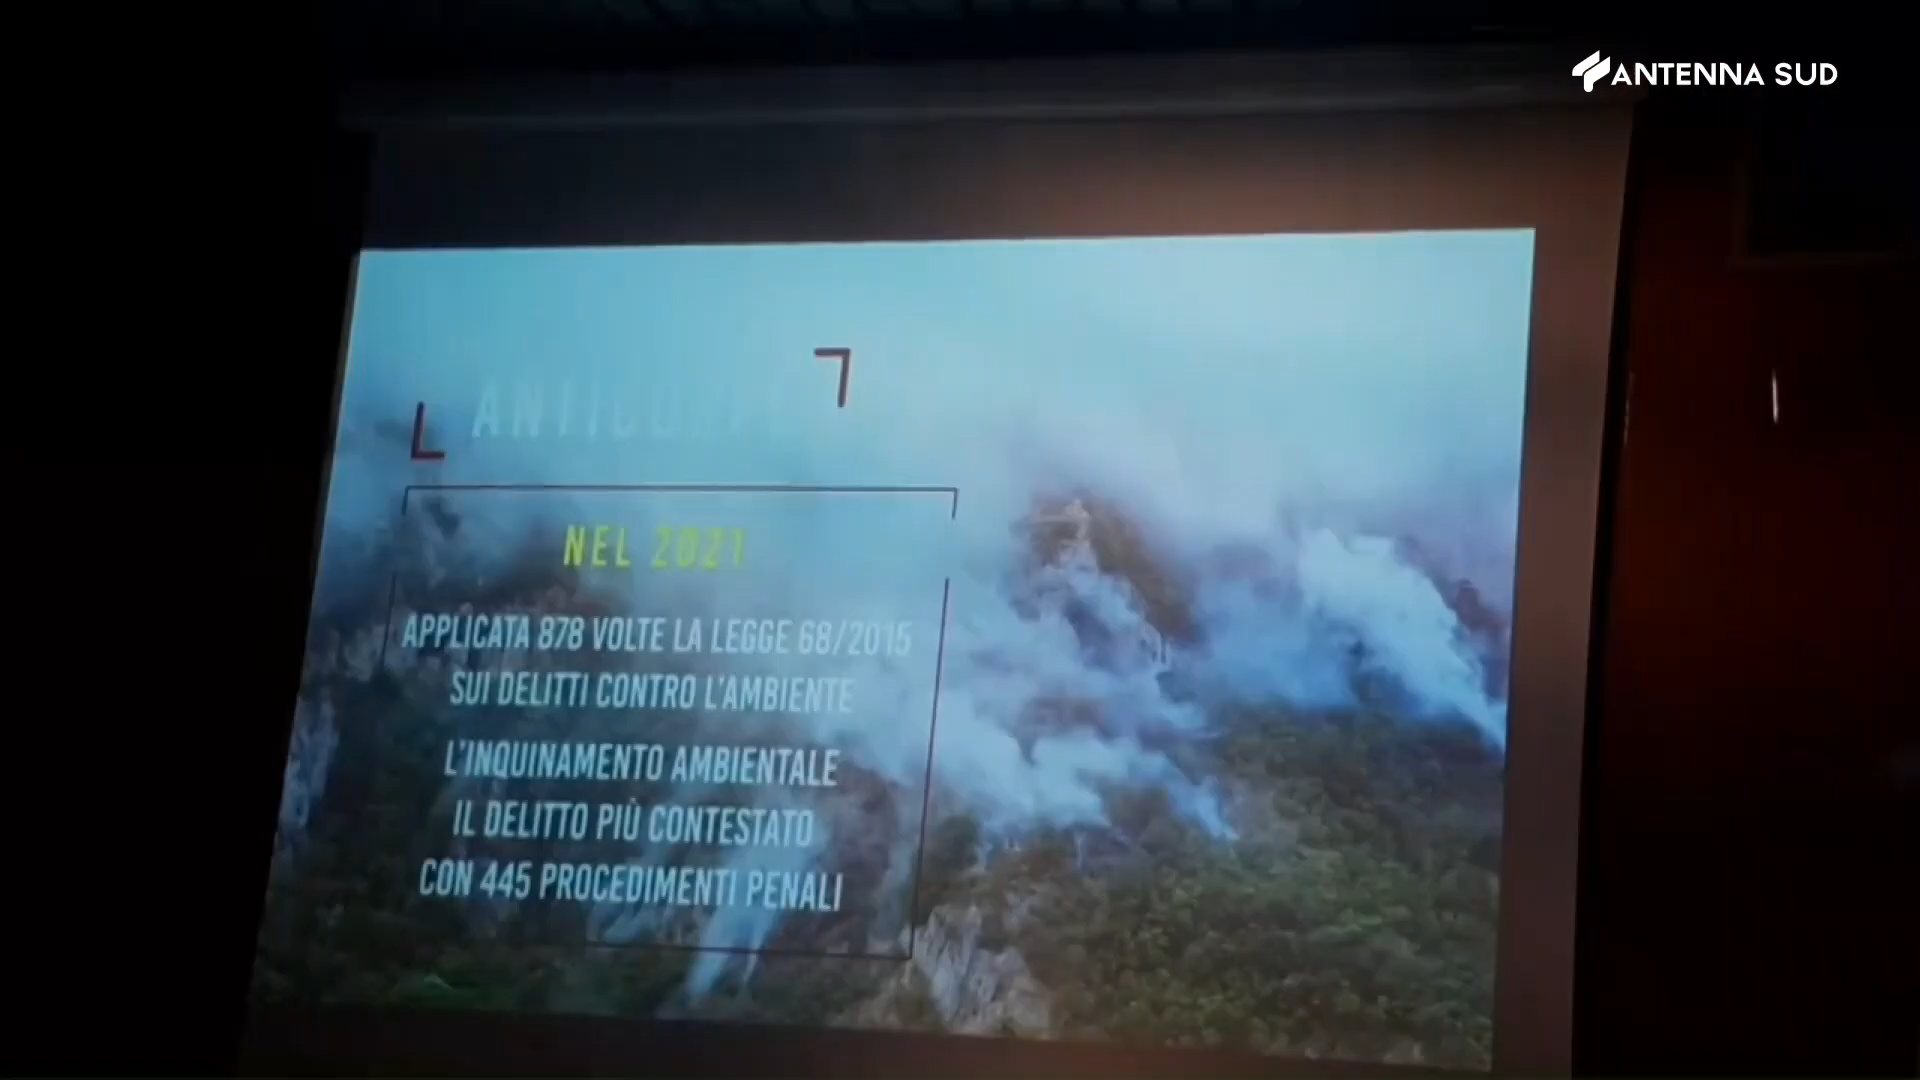 ANTENNA SUD
NEL 2021
APPLICATA 878 VOLTE LA LEGGE 68/2015
SUI DELITTI CONTRO L'AMBIENTE
L'INQUINAMENTO AMBIENTALE
IL DELITTO PIÙ CONTESTATO
CON 445 PROCEDIMENTI PENALI